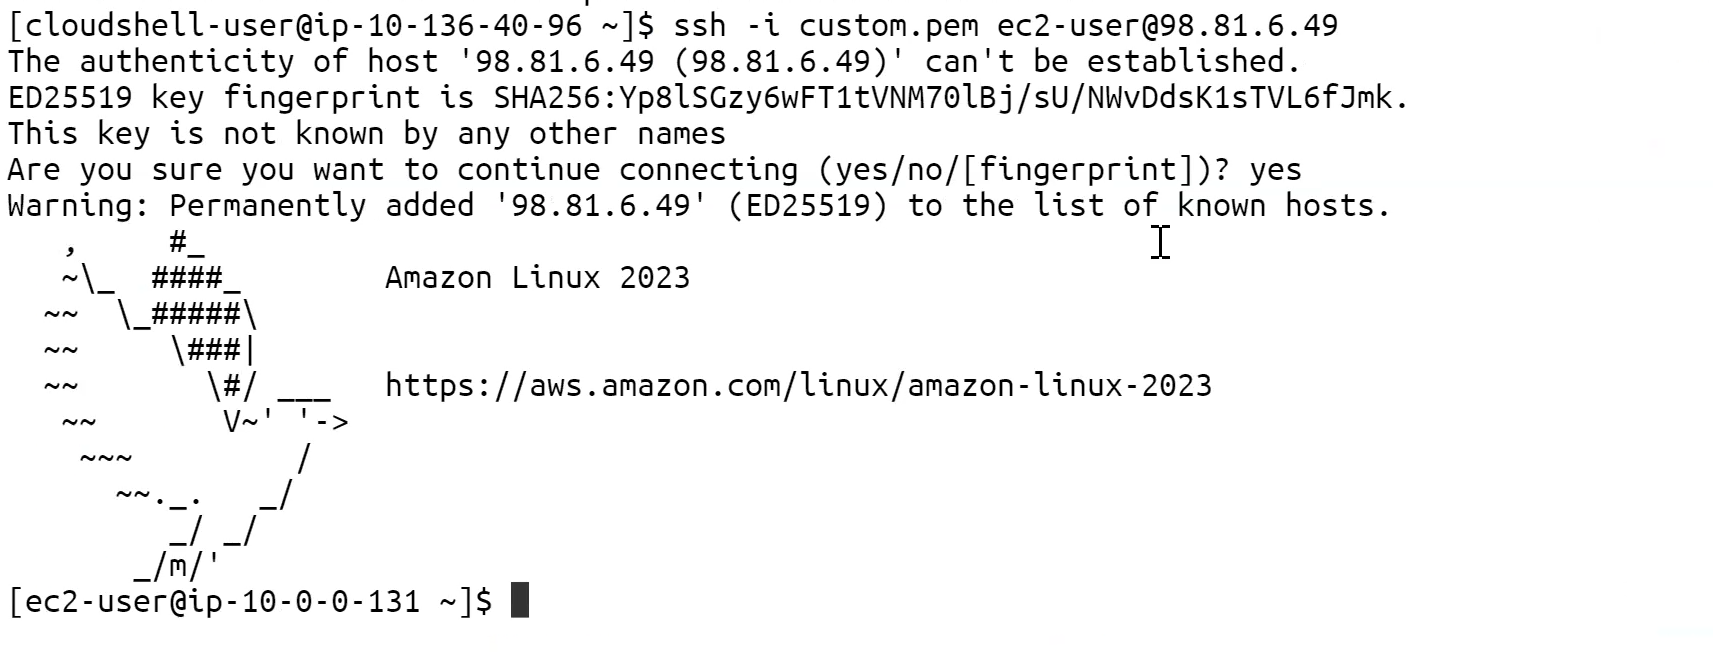 [cloudshell-user@ip-10-136-40-96 ~]$ ssh -i custom.pem ec2-user@98.81.6.49
The authenticity of host '98.81.6.49 (98.81.6.49)' can't be established.
ED25519 key fingerprint is SHA256:Yp8lSGzy6wFT1tVNM70lBj/sU/NWvDdsK1sTVL6fJmk.
This key is not known by any other names
Are you sure you want to continue connecting (yes/no/[fingerprint])? yes
Warning: Permanently added '98.81.6.49' (ED25519) to the list of known hosts.
   ,     #_
   ~\_  ####_        Amazon Linux 2023
  ~~  \_#####\
  ~~     \###|
  ~~       \#/ ___   https://aws.amazon.com/linux/amazon-linux-2023
   ~~       V~' '->
    ~~~         /
      ~~._.   _/
         _/ _/
       _/m/'
[ec2-user@ip-10-0-0-131 ~]$